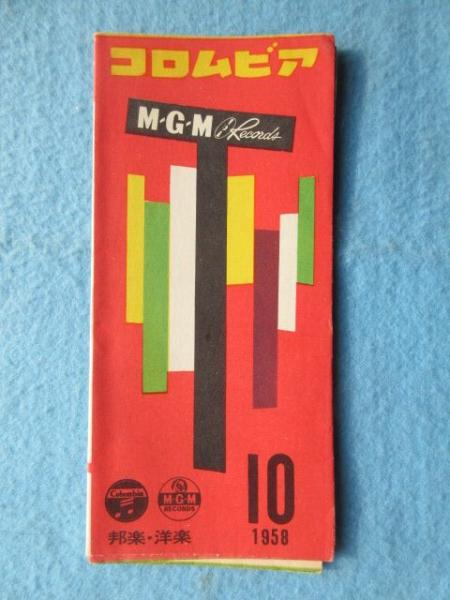 コロムビア
M-G-M Records
Columbia
M-G-M
RECORDS
邦楽・洋楽
10
1958